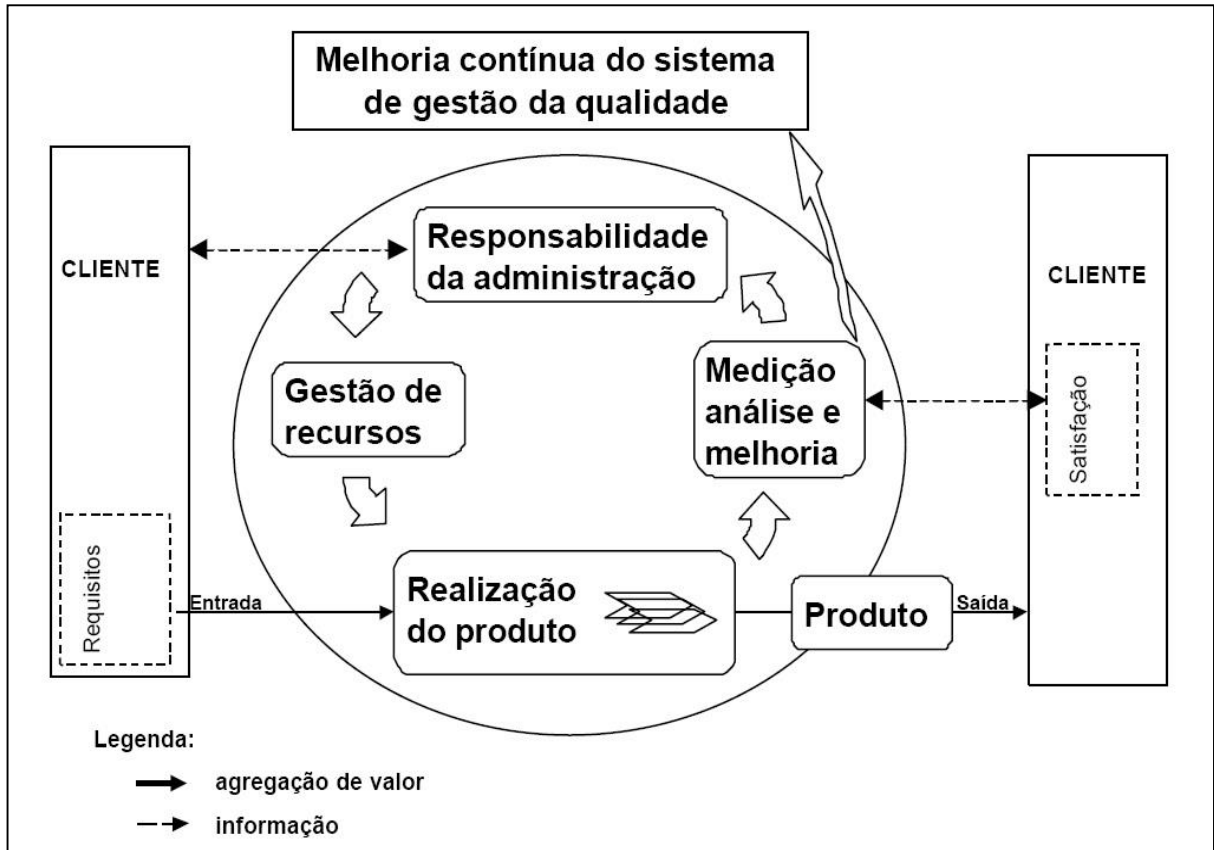 Melhoria contínua do sistema
de gestão da qualidade
CLIENTE
Responsabilidade
da administração
CLIENTE
Gestão de
recursos
Medição
análise e
melhoria
Satisfação
Requisitos
Entrada
Realização
do produto
Produto
Saída
Legenda:
agregação de valor
informação